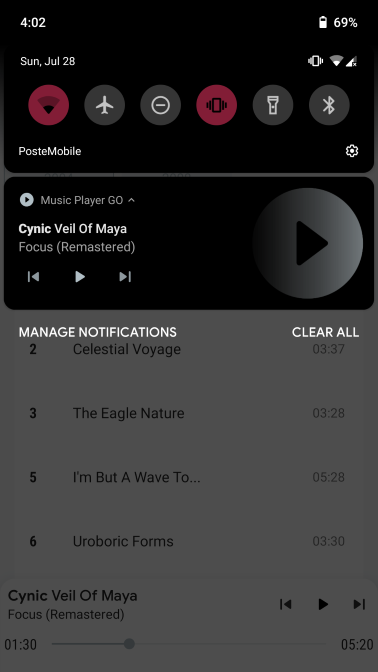 4:02 69%
Sun, Jul 28
PosteMobile
Music Player GO
Cynic Veil Of Maya
Focus (Remastered)
MANAGE NOTIFICATIONS CLEAR ALL
2 Celestial Voyage 03:37
3 The Eagle Nature 03:28
5 I'm But A Wave To... 05:28
6 Uroboric Forms 03:30
Cynic Veil Of Maya
Focus (Remastered)
01:30 05:20